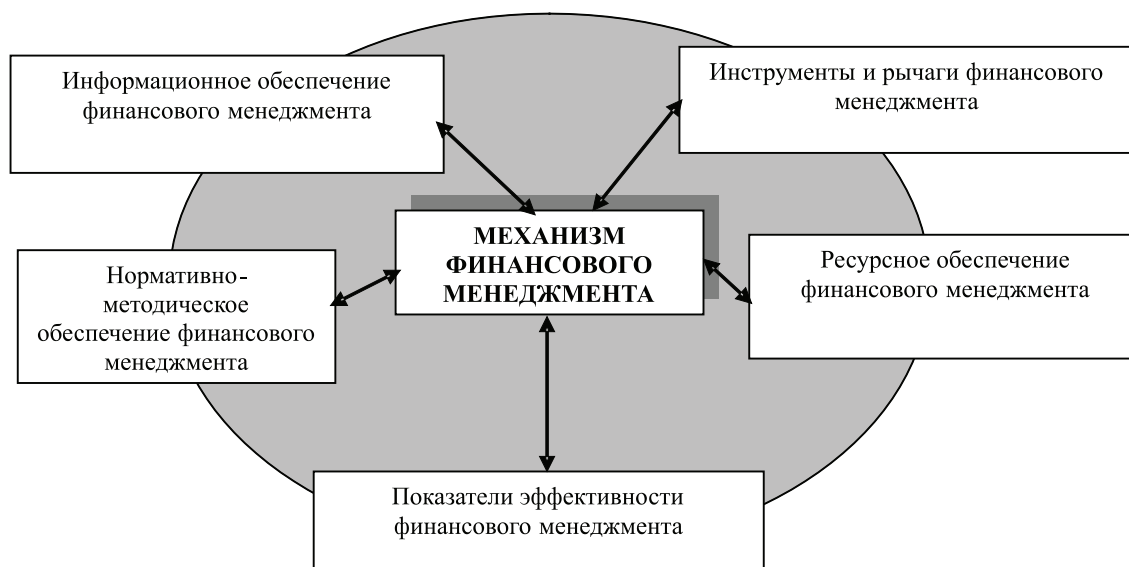 Информационное обеспечение
финансового менеджмента
Инструменты и рычаги финансового
менеджмента
МЕХАНИЗМ
ФИНАНСОВОГО
МЕНЕДЖМЕНТА
Нормативно-
методическое
обеспечение финансового
менеджмента
Ресурсное обеспечение
финансового менеджмента
Показатели эффективности
финансового менеджмента